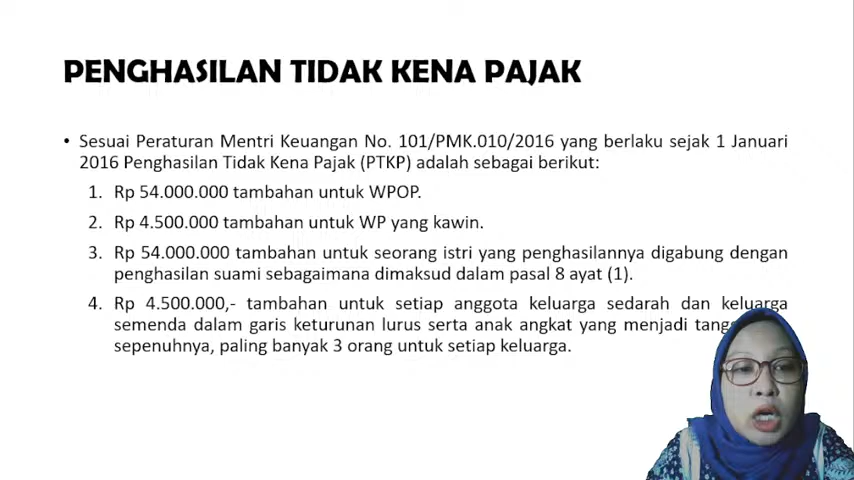 PENGHASILAN TIDAK KENA PAJAK
• Sesuai Peraturan Mentri Keuangan No. 101/PMK.010/2016 yang berlaku sejak 1 Januari
2016 Penghasilan Tidak Kena Pajak (PTKP) adalah sebagai berikut:
1. Rp 54.000.000 tambahan untuk WPOP.
2. Rp 4.500.000 tambahan untuk WP yang kawin.
3. Rp 54.000.000 tambahan untuk seorang istri yang penghasilannya digabung dengan
penghasilan suami sebagaimana dimaksud dalam pasal 8 ayat (1).
4. Rp 4.500.000,- tambahan untuk setiap anggota keluarga sedarah dan keluarga
semenda dalam garis keturunan lurus serta anak angkat yang menjadi
sepenuhnya, paling banyak 3 orang untuk setiap keluarga.